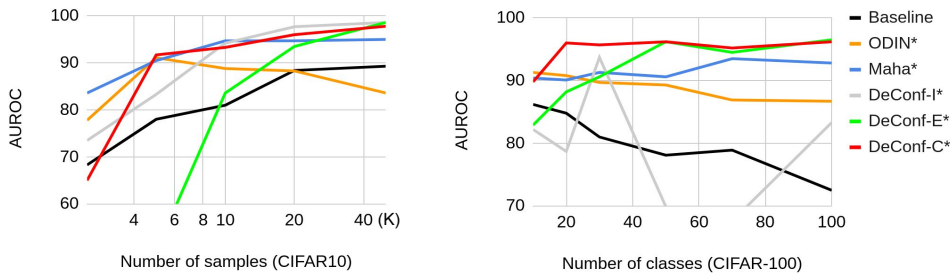 100
90
80
70
60
AUROC
4 6 8 10 20 40 (K)
Number of samples (CIFAR10)
100
90
80
70
AUROC
20 40 60 80 100
Number of classes (CIFAR-100)
Baseline
ODIN*
Maha*
DeConf-I*
DeConf-E*
DeConf-C*